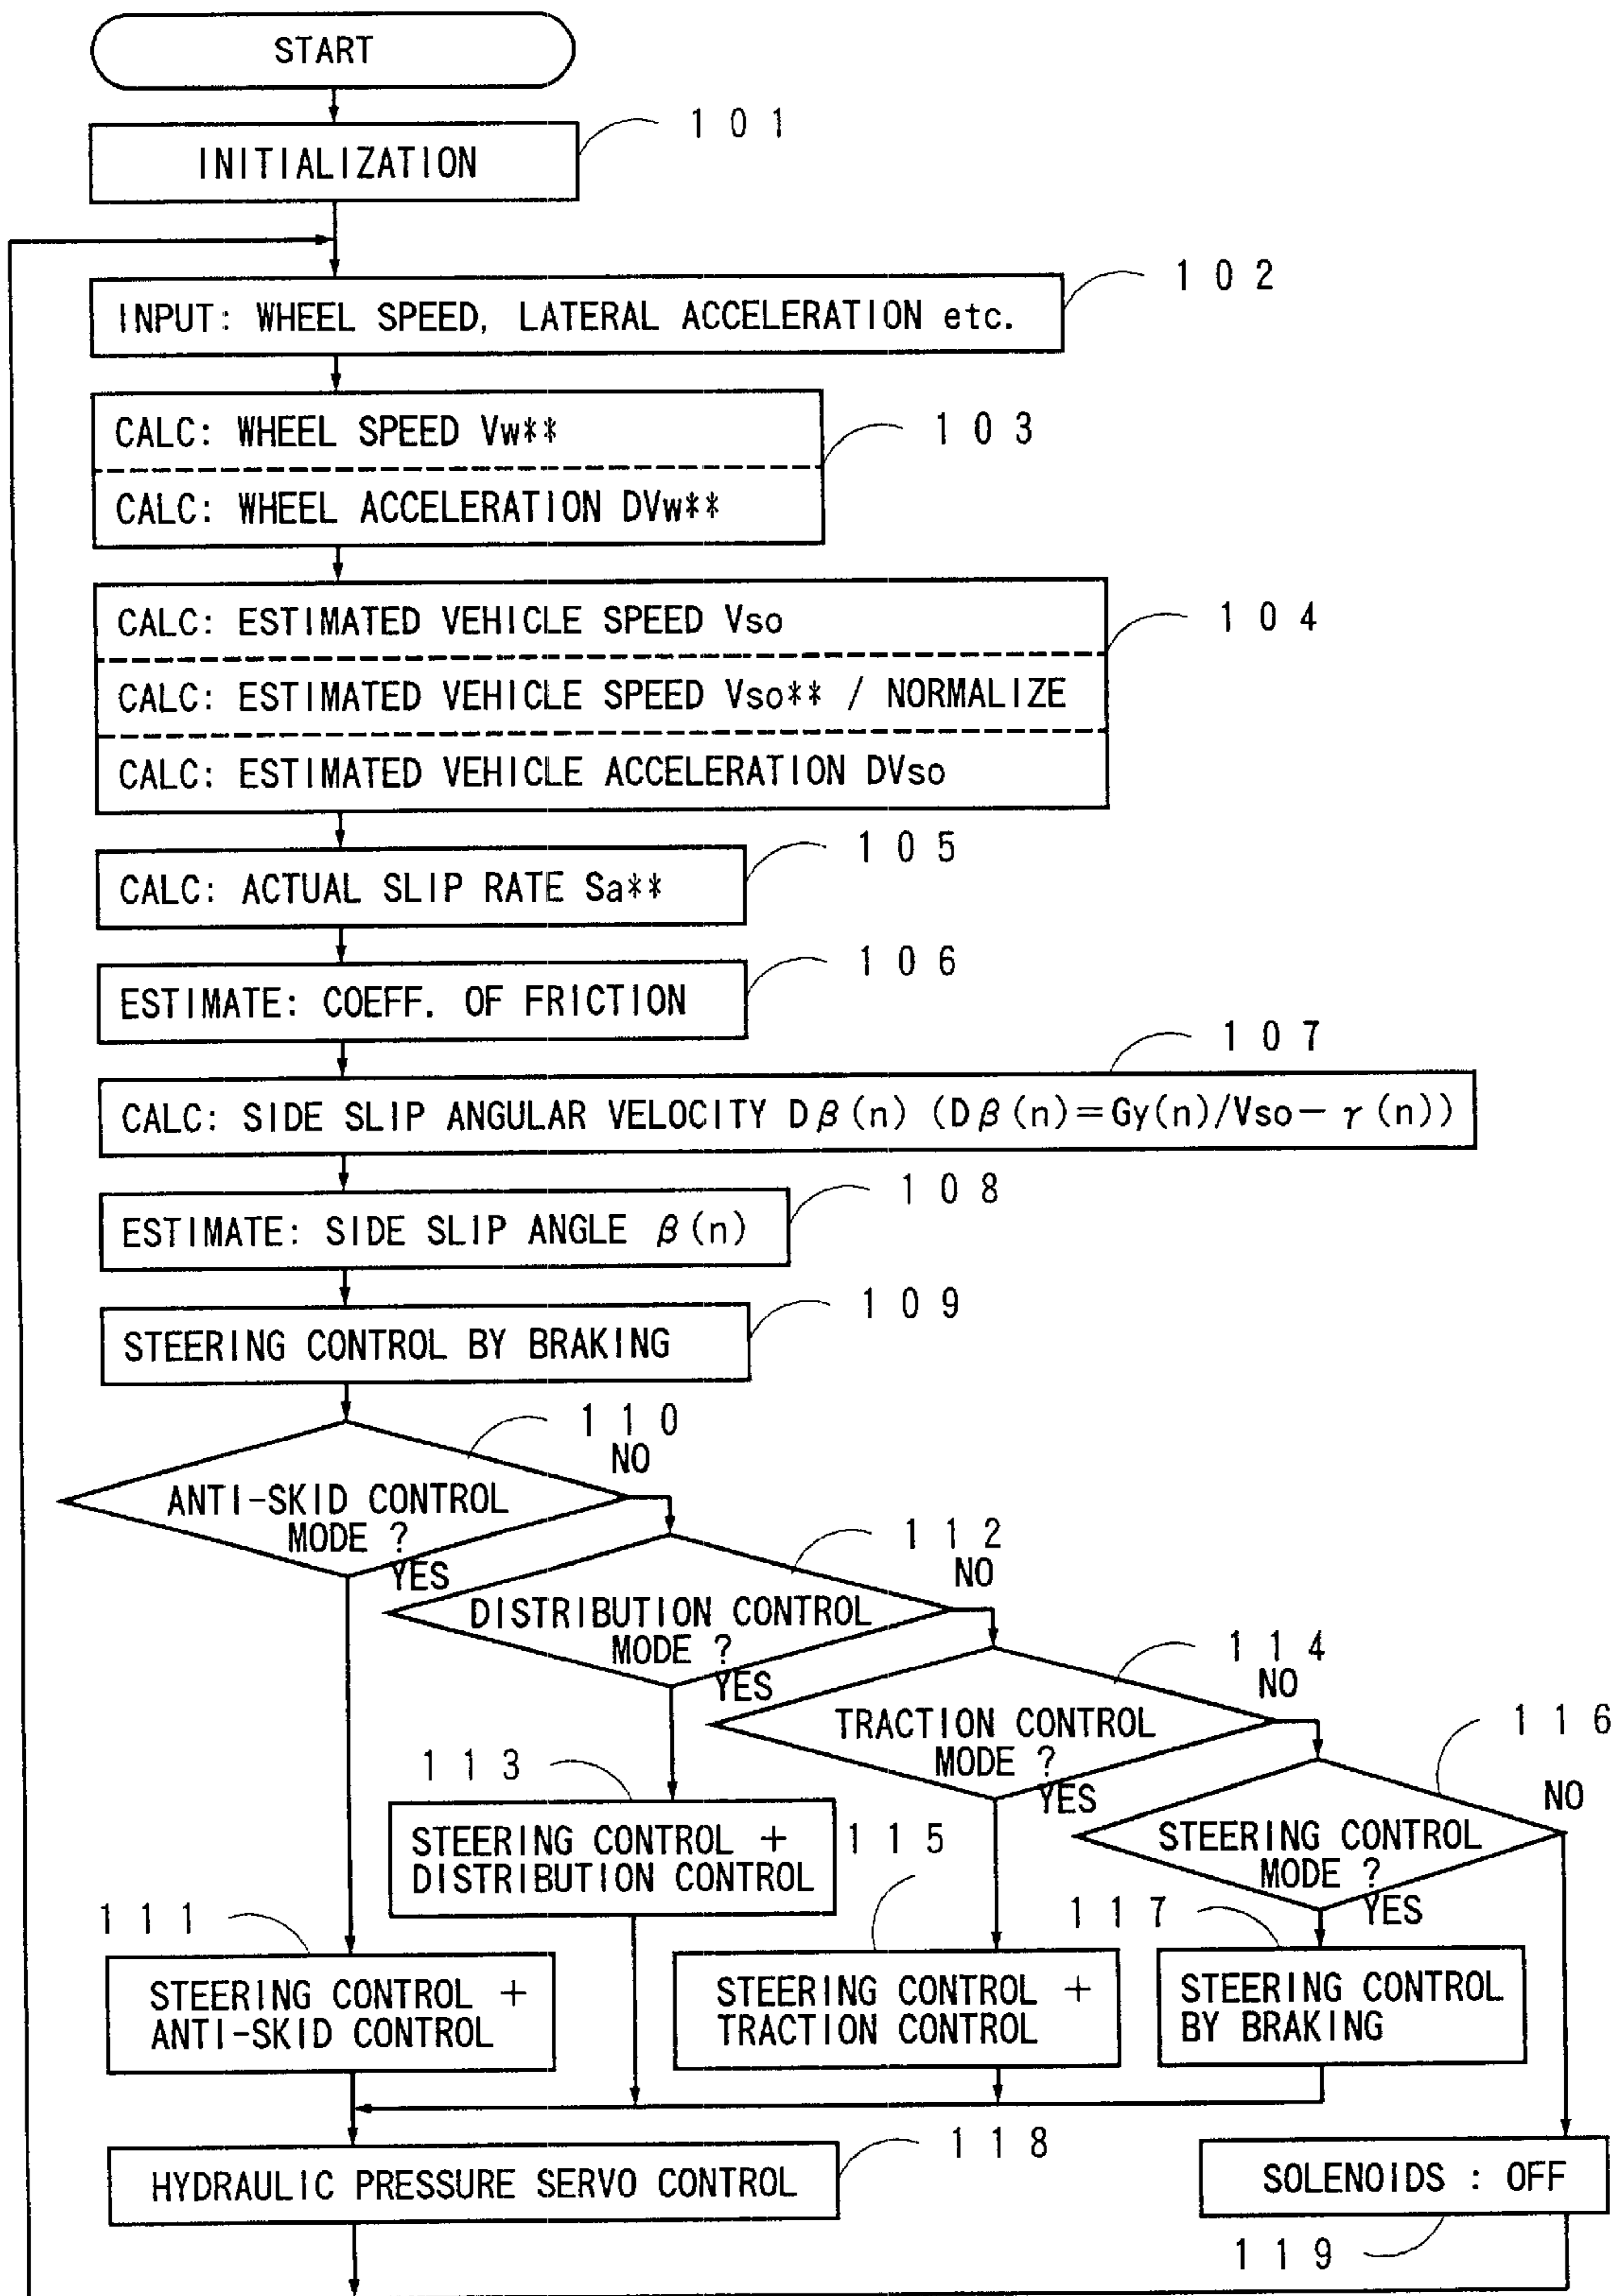 START
101
INITIALIZATION
102
INPUT: WHEEL SPEED, LATERAL ACCELERATION etc.
103
CALC: WHEEL SPEED Vw**
CALC: WHEEL ACCELERATION DVw**
104
CALC: ESTIMATED VEHICLE SPEED Vso
CALC: ESTIMATED VEHICLE SPEED Vso** / NORMALIZE
CALC: ESTIMATED VEHICLE ACCELERATION DVso
105
CALC: ACTUAL SLIP RATE Sa**
106
ESTIMATE: COEFF. OF FRICTION
107
CALC: SIDE SLIP ANGULAR VELOCITY Dβ(n) (Dβ(n)=Gy(n)/Vso-γ(n))
108
ESTIMATE: SIDE SLIP ANGLE β(n)
109
STEERING CONTROL BY BRAKING
110
NO
ANTI-SKID CONTROL
MODE ?
YES
112
NO
DISTRIBUTION CONTROL
MODE ?
YES
114
NO
TRACTION CONTROL
MODE ?
YES
116
NO
STEERING CONTROL
MODE ?
YES
113
STEERING CONTROL +
DISTRIBUTION CONTROL
115
111
STEERING CONTROL +
ANTI-SKID CONTROL
STEERING CONTROL +
TRACTION CONTROL
117
STEERING CONTROL
BY BRAKING
118
HYDRAULIC PRESSURE SERVO CONTROL
SOLENOIDS : OFF
119